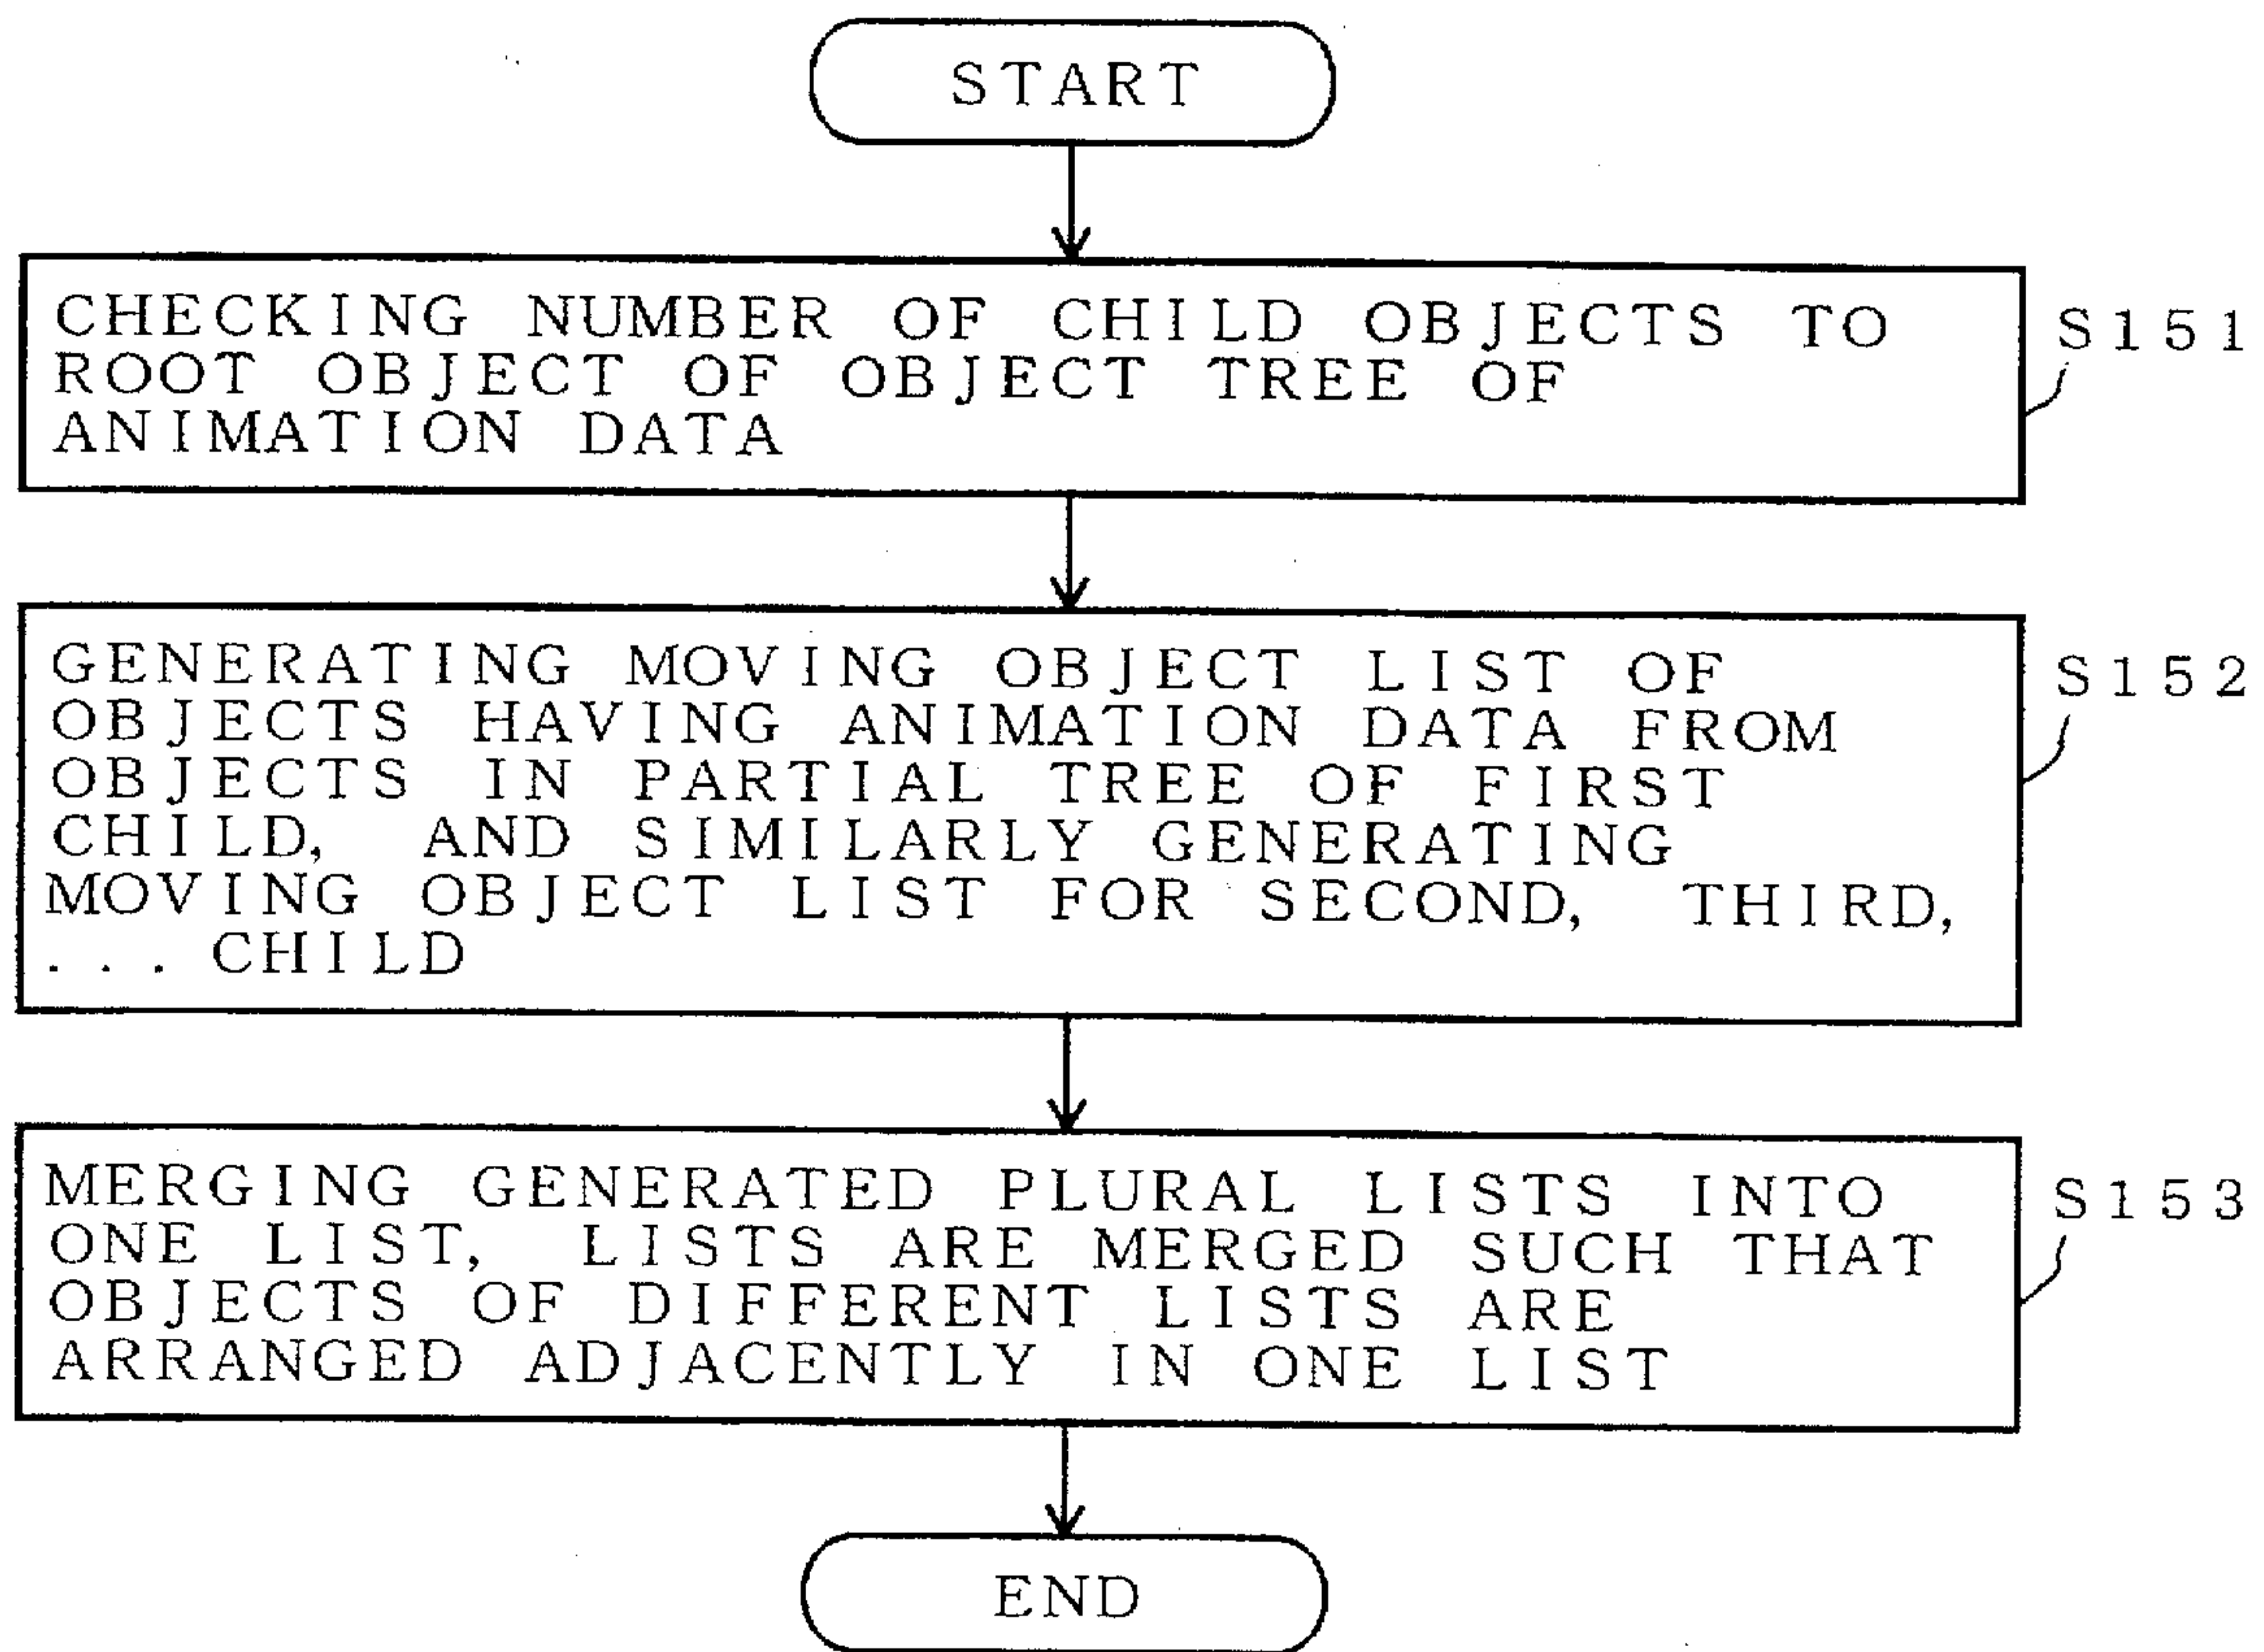 START
CHECKING NUMBER OF CHILD OBJECTS TO
ROOT OBJECT OF OBJECT TREE OF
ANIMATION DATA
S151
GENERATING MOVING OBJECT LIST OF
OBJECTS HAVING ANIMATION DATA FROM
OBJECTS IN PARTIAL TREE OF FIRST
CHILD, AND SIMILARLY GENERATING
MOVING OBJECT LIST FOR SECOND, THIRD,
... CHILD
S152
MERGING GENERATED PLURAL LISTS INTO
ONE LIST, LISTS ARE MERGED SUCH THAT
OBJECTS OF DIFFERENT LISTS ARE
ARRANGED ADJACENTLY IN ONE LIST
S153
END